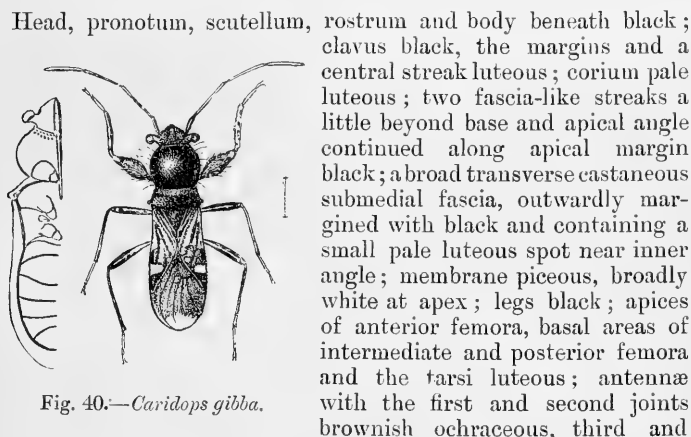 Head, pronotum, scutellum, rostrum and body beneath black ;
clavus black, the margins and a
central streak luteous ; corium pale
luteous ; two fascia-like streaks a
little beyond base and apical angle
continued along apical margin
black ; a broad transverse castaneous
submedial fascia, outwardly mar-
gined with black and containing a
small pale luteous spot near inner
angle ; membrane piceous, broadly
white at apex ; legs black ; apices
of anterior femora, basal areas of
intermediate and posterior femora
and the tarsi luteous ; antennæ
with the first and second joints
brownish ochraceous, third and
Fig. 40.—Caridops gibba.